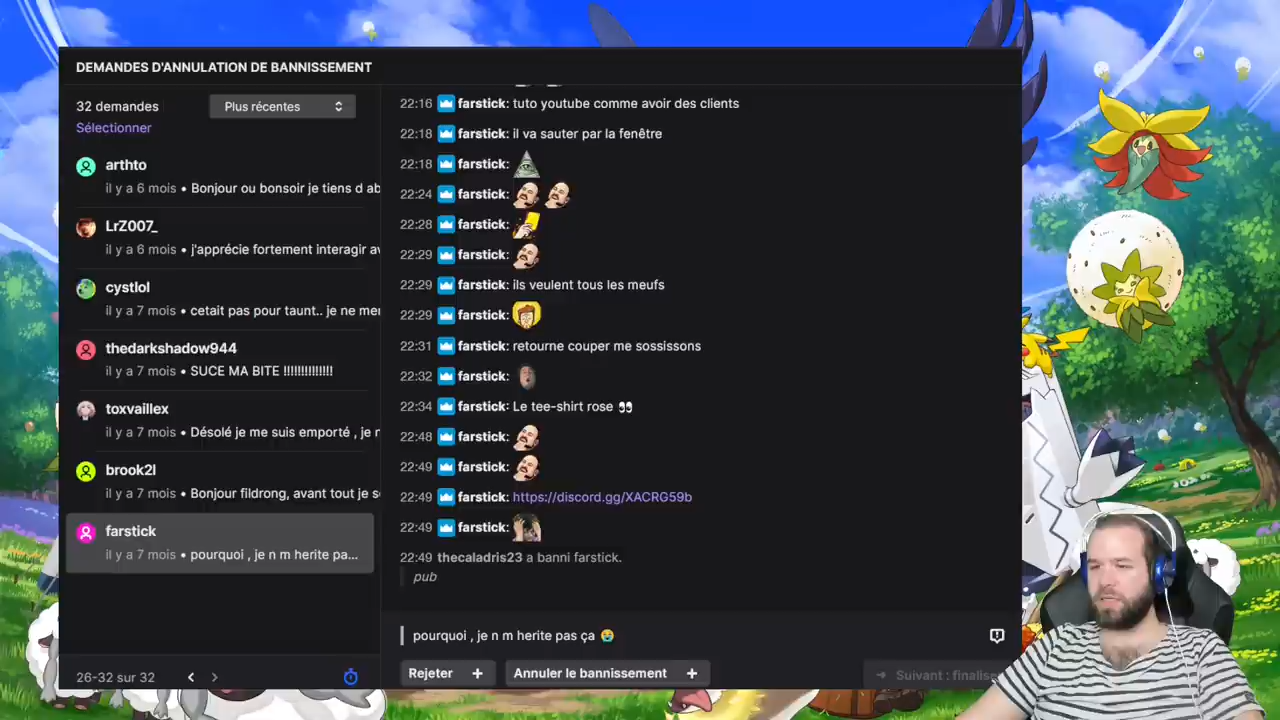 DEMANDES D'ANNULATION DE BANNISSEMENT
32 demandes
Plus récentes
Sélectionner
arthto
il y a 6 mois • Bonjour ou bonsoir je tiens d ab
LrZ007_
il y a 6 mois • j'apprécie fortement interagir av
cystlol
il y a 7 mois • cetait pas pour taunt.. je ne me
thedarkshadow944
il y a 7 mois • SUCE MA BITE !!!!!!!!!!!!!!
toxvaillex
il y a 7 mois • Désolé je me suis emporté , je r
brook2l
il y a 7 mois • Bonjour fildrong, avant tout je s
farstick
il y a 7 mois • pourquoi , je n m herite pa...
26-32 sur 32
22:16 farstick: tuto youtube comme avoir des clients
22:18 farstick: il va sauter par la fenêtre
22:18 farstick:
22:24 farstick:
22:28 farstick:
22:29 farstick:
22:29 farstick: ils veulent tous les meufs
22:29 farstick:
22:31 farstick: retourne couper me sossissons
22:32 farstick:
22:34 farstick: Le tee-shirt rose 👀
22:48 farstick:
22:49 farstick:
22:49 farstick: https://discord.gg/XACRG59b
22:49 farstick:
22:49 thecaladris23 a banni farstick.
pub
pourquoi , je n m herite pas ça 😭
Rejeter +
Annuler le bannissement +
→ Suivant : finalise